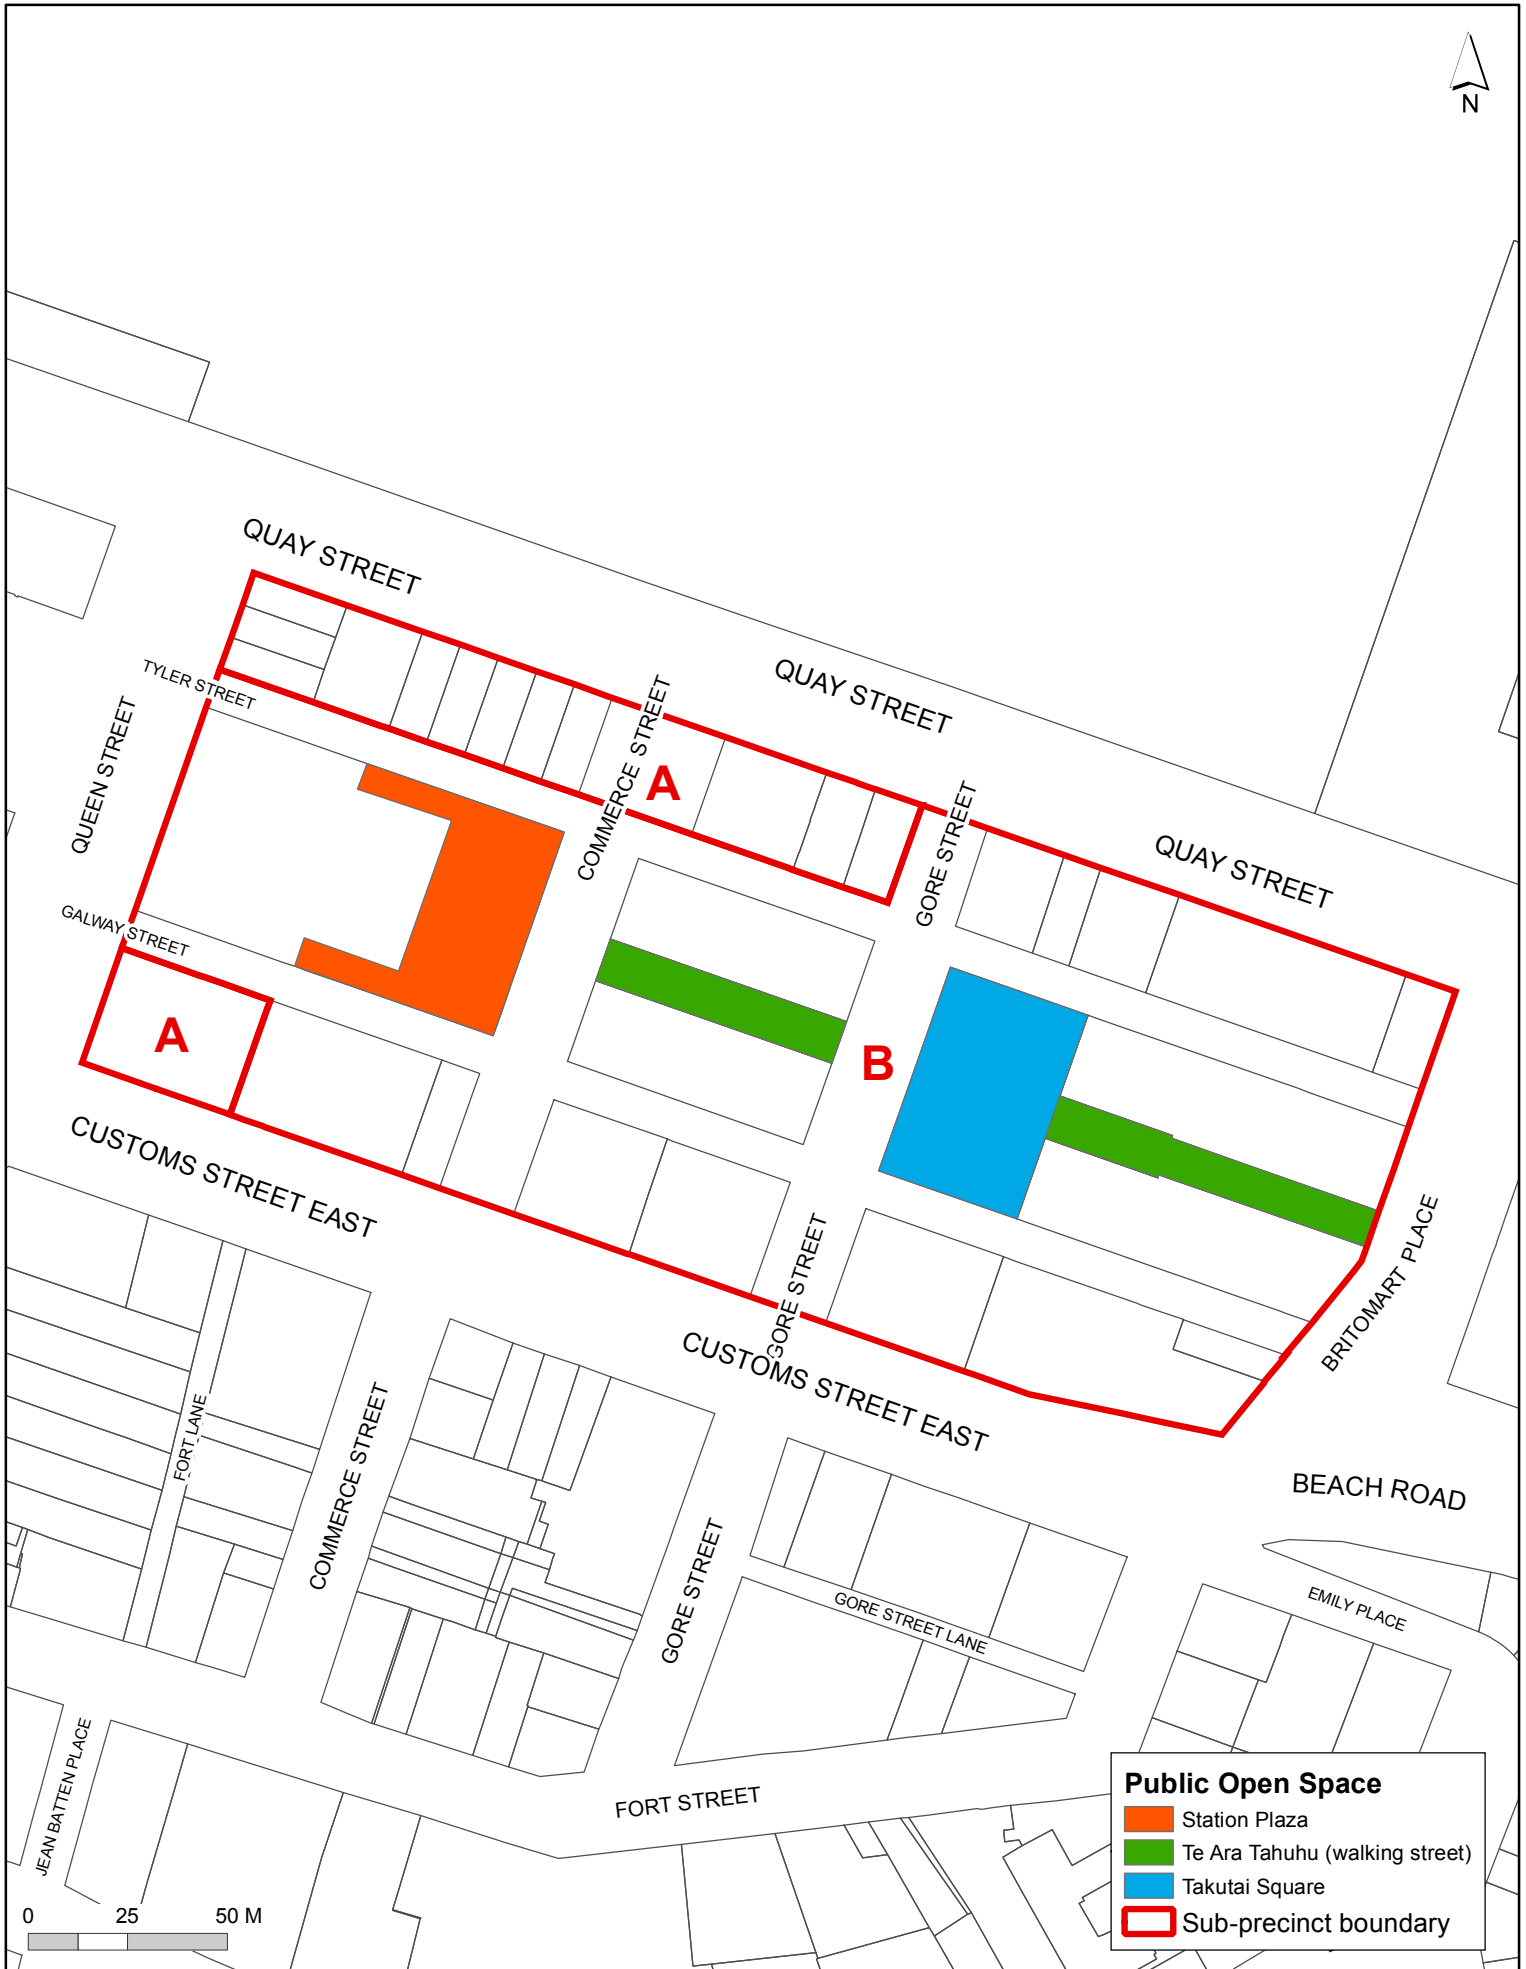 N
QUAY STREET
QUAY STREET
QUAY STREET
TYLER STREET
QUEEN STREET
COMMERCE STREET
A
GORE STREET
GALWAY STREET
A
B
CUSTOMS STREET EAST
GORE STREET
BRITOMART PLACE
CUSTOMS STREET EAST
FORT LANE
COMMERCE STREET
GORE STREET
BEACH ROAD
EMILY PLACE
GORE STREET LANE
JEAN BATTEN PLACE
FORT STREET
Public Open Space
Station Plaza
Te Ara Tahuhu (walking street)
Takutai Square
Sub-precinct boundary
0 25 50 M